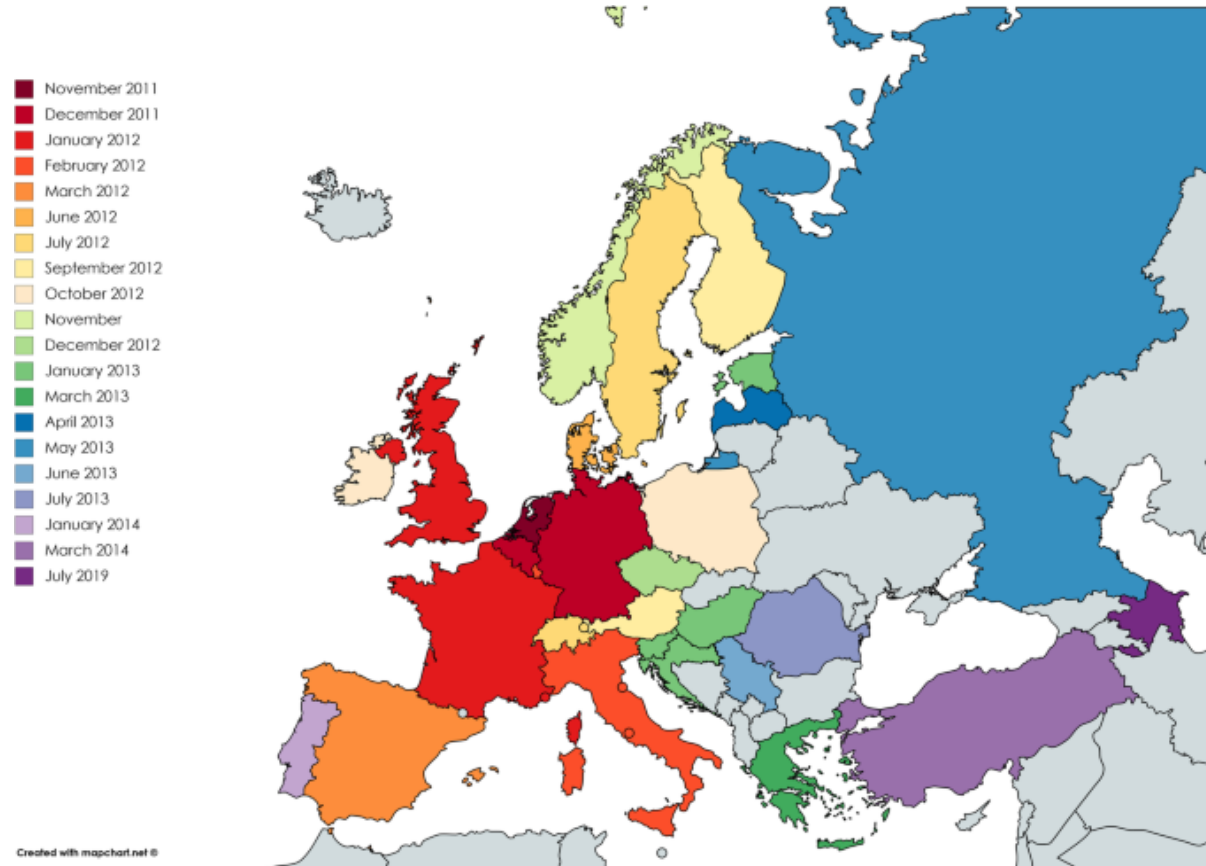 November 2011
December 2011
January 2012
February 2012
March 2012
June 2012
July 2012
September 2012
October 2012
November
December 2012
January 2013
March 2013
April 2013
May 2013
June 2013
July 2013
January 2014
March 2014
July 2019
Created with mapchart.net ©